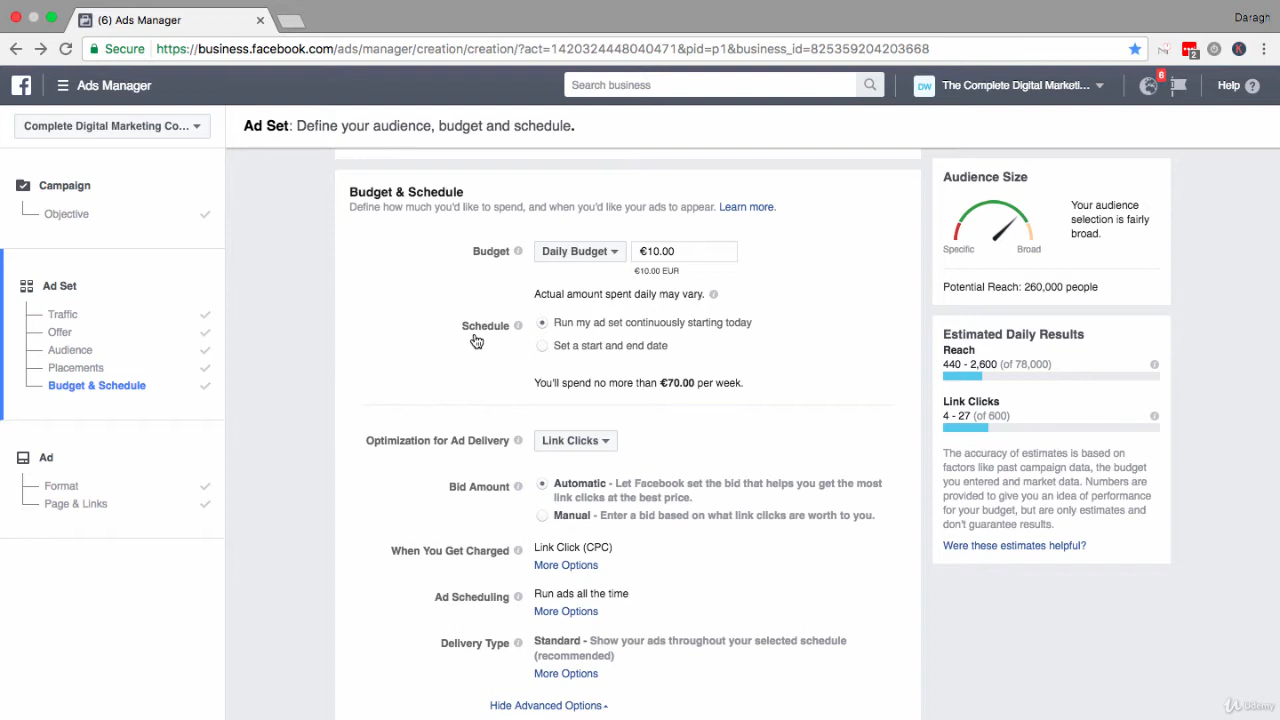 (6) Ads Manager
Daragh
Secure https://business.facebook.com/ads/manager/creation/creation/?act=1420324448040471&pid=p1&business_id=825359204203668
2
K
Ads Manager
Search business
DW The Complete Digital Marketi...
6
Help
Complete Digital Marketing Co...
Ad Set: Define your audience, budget and schedule.
Campaign
Objective
Ad Set
Traffic
Offer
Audience
Placements
Budget & Schedule
Ad
Format
Page & Links
Budget & Schedule
Define how much you'd like to spend, and when you'd like your ads to appear. Learn more.
Budget Daily Budget €10.00
€10.00 EUR
Actual amount spent daily may vary.
Schedule Run my ad set continuously starting today
Set a start and end date
You'll spend no more than €70.00 per week.
Optimization for Ad Delivery Link Clicks
Bid Amount Automatic - Let Facebook set the bid that helps you get the most
link clicks at the best price.
Manual - Enter a bid based on what link clicks are worth to you.
When You Get Charged Link Click (CPC)
More Options
Ad Scheduling Run ads all the time
More Options
Delivery Type Standard - Show your ads throughout your selected schedule
(recommended)
More Options
Hide Advanced Options
Audience Size
Your audience
selection is fairly
broad.
Specific Broad
Potential Reach: 260,000 people
Estimated Daily Results
Reach
440 - 2,600 (of 78,000)
Link Clicks
4 - 27 (of 600)
The accuracy of estimates is based on
factors like past campaign data, the budget
you entered and market data. Numbers are
provided to give you an idea of performance
for your budget, but are only estimates and
don't guarantee results.
Were these estimates helpful?
Udemy